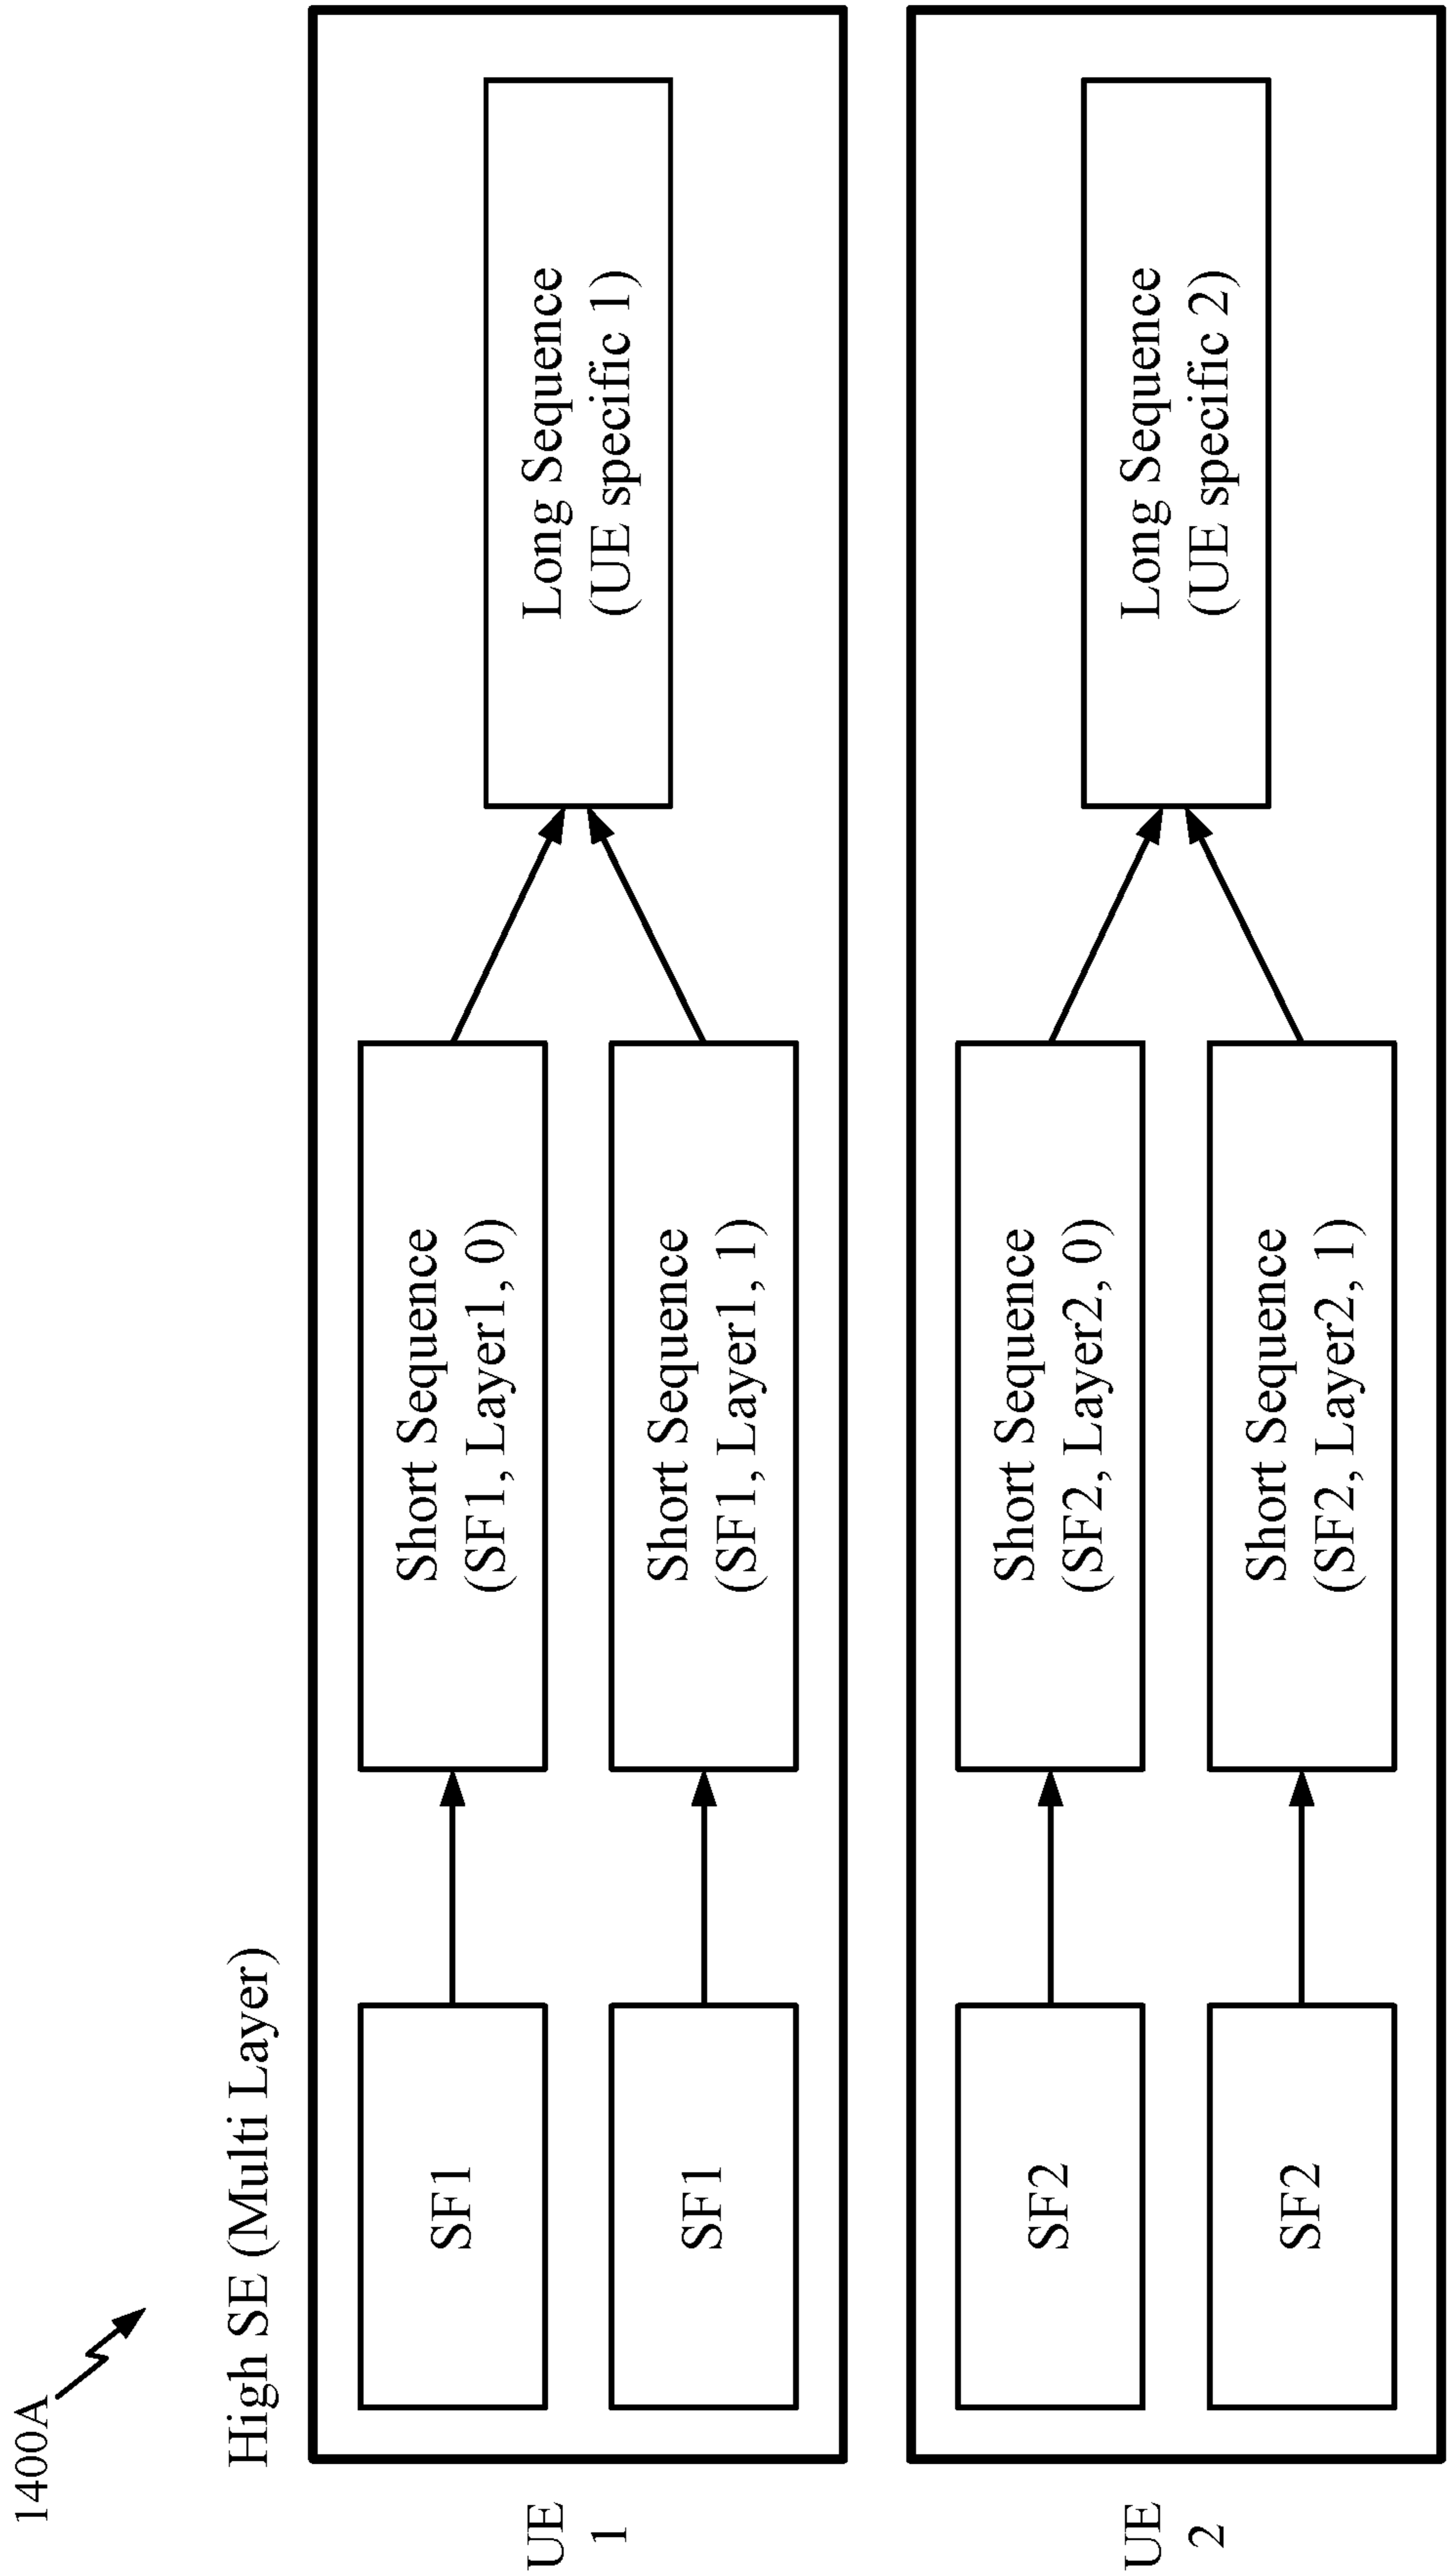 1400A
High SE (Multi Layer)
UE
1
SF1
Short Sequence
(SF1, Layer1, 0)
SF1
Short Sequence
(SF1, Layer1, 1)
Long Sequence
(UE specific 1)
UE
2
SF2
Short Sequence
(SF2, Layer2, 0)
SF2
Short Sequence
(SF2, Layer2, 1)
Long Sequence
(UE specific 2)